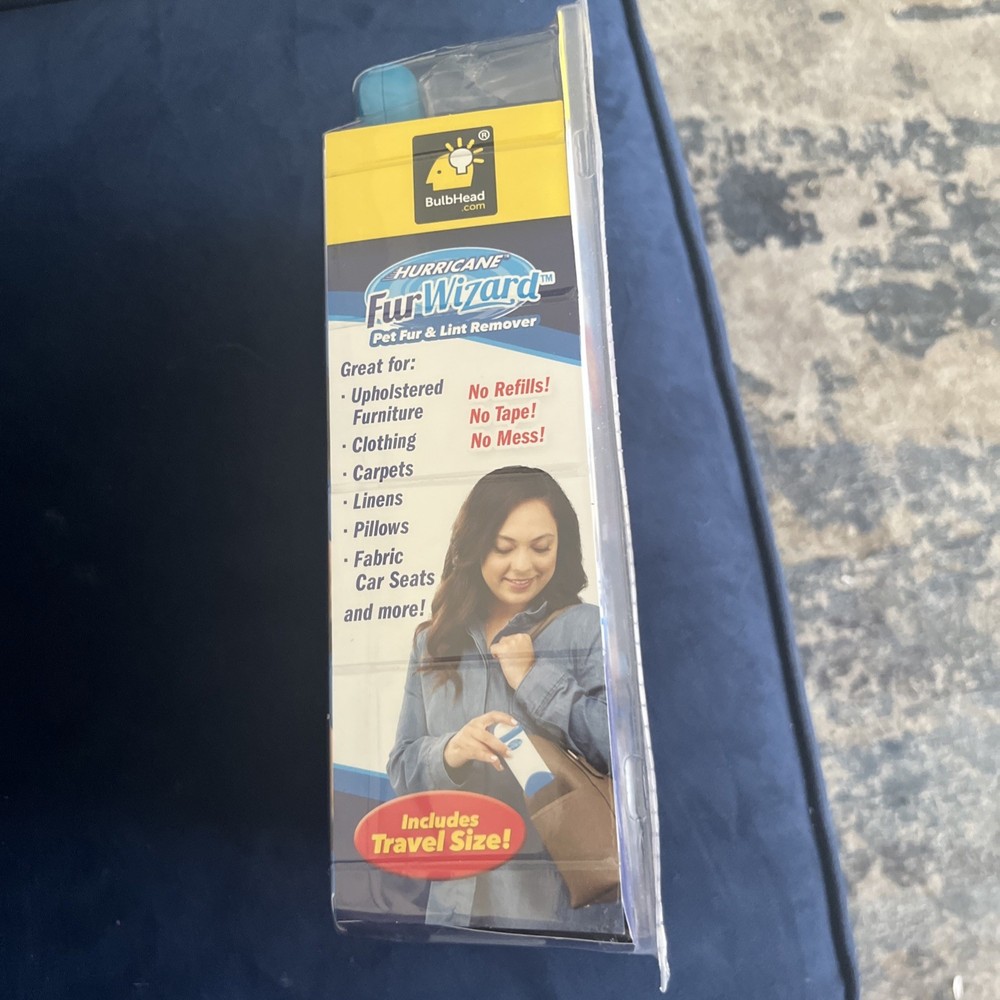 ®
BulbHead
.com
HURRICANE™
FurWizard™
Pet Fur & Lint Remover
Great for:
· Upholstered
Furniture
· Clothing
· Carpets
· Linens
· Pillows
· Fabric
Car Seats
and more!
No Refills!
No Tape!
No Mess!
Includes
Travel Size!